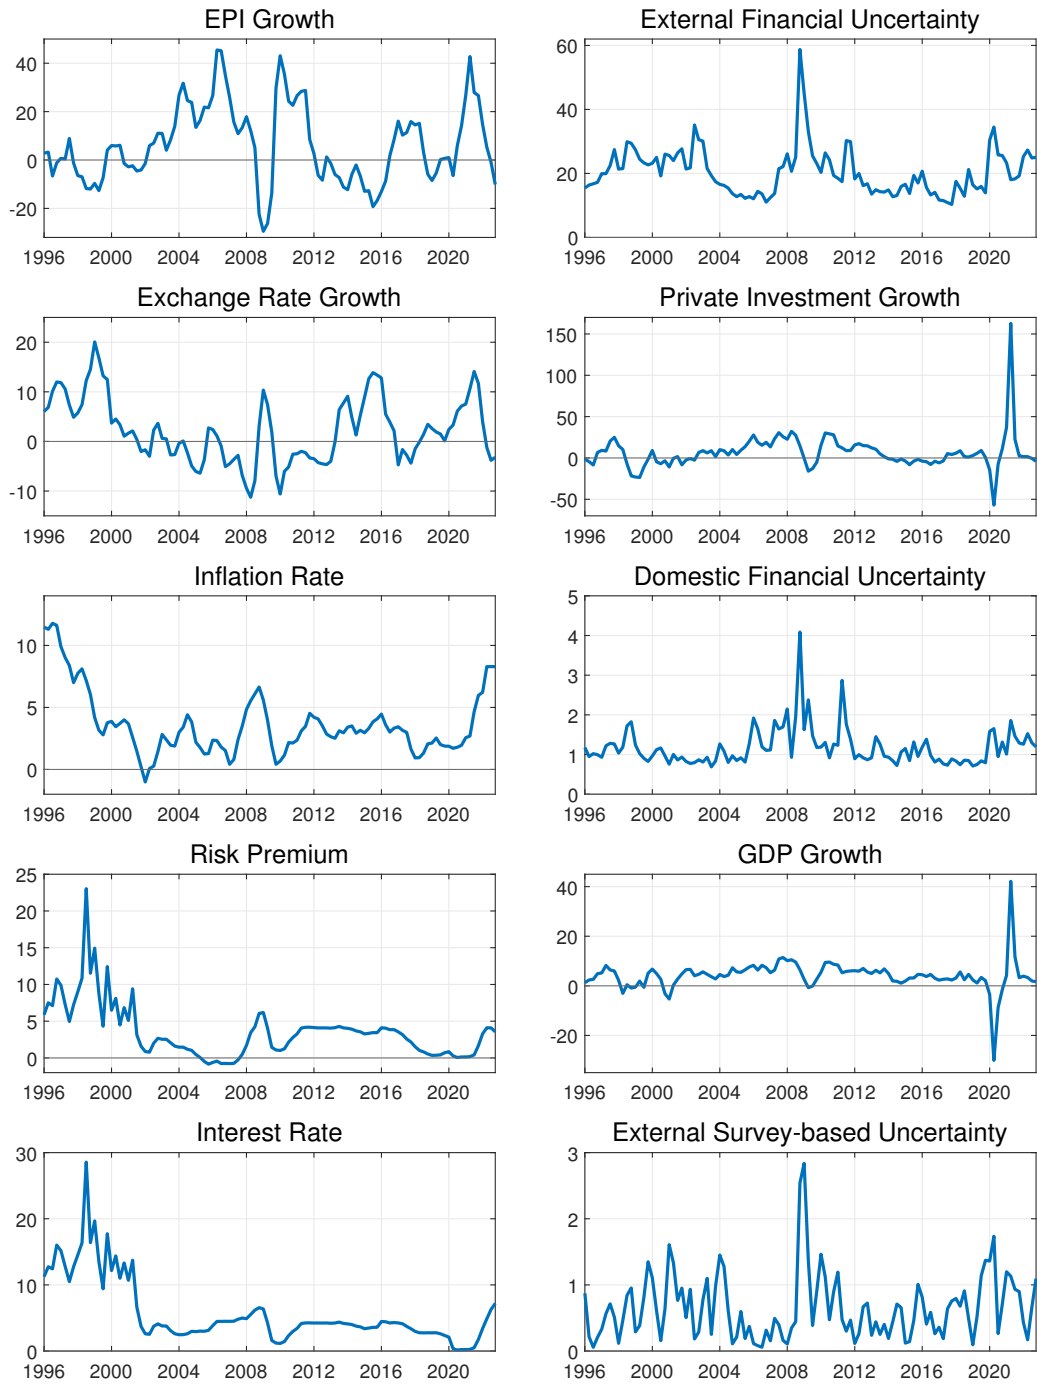 EPI Growth
40
20
0
-20
1996 2000 2004 2008 2012 2016 2020
External Financial Uncertainty
60
40
20
0
1996 2000 2004 2008 2012 2016 2020
Exchange Rate Growth
20
10
0
-10
1996 2000 2004 2008 2012 2016 2020
Private Investment Growth
150
100
50
0
-50
1996 2000 2004 2008 2012 2016 2020
Inflation Rate
10
5
0
1996 2000 2004 2008 2012 2016 2020
Domestic Financial Uncertainty
5
4
3
2
1
0
1996 2000 2004 2008 2012 2016 2020
Risk Premium
25
20
15
10
5
0
1996 2000 2004 2008 2012 2016 2020
GDP Growth
40
20
0
-20
1996 2000 2004 2008 2012 2016 2020
Interest Rate
30
20
10
0
1996 2000 2004 2008 2012 2016 2020
External Survey-based Uncertainty
3
2
1
0
1996 2000 2004 2008 2012 2016 2020